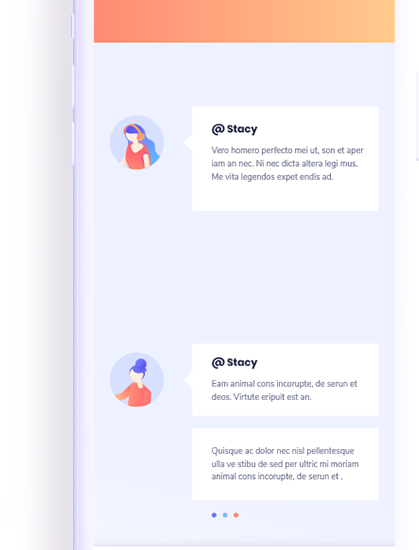 @ Stacy
Vero homero perfecto mei ut, son et aper
iam an nec. Ni nec dicta altera legi mus.
Me vita legendos expet endis ad.
@ Stacy
Eam animal cons incorupte, de serun et
deos. Virtute eripuit est an.
Quisque ac dolor nec nisl pellentesque
ulla ve stibu de sed per ultric mi moriam
animal cons incorupte, de serun et .